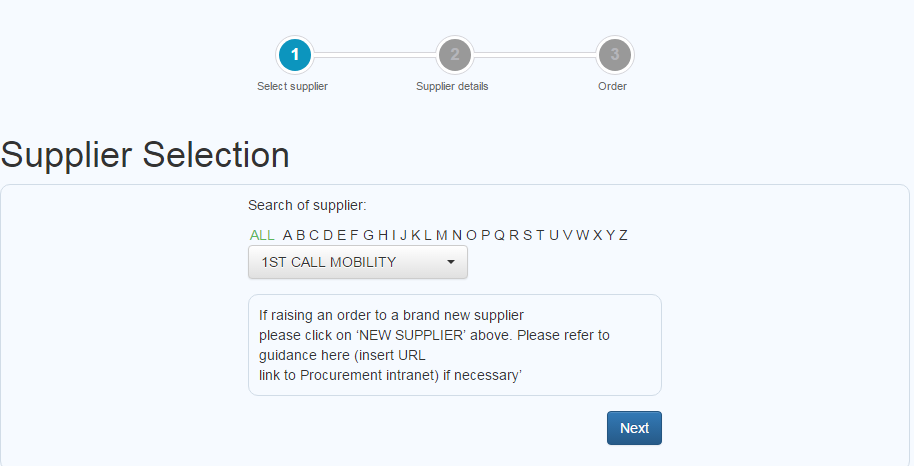 1
2
3
Select supplier
Supplier details
Order
Supplier Selection
Search of supplier:
ALL A B C D E F G H I J K L M N O P Q R S T U V W X Y Z
1ST CALL MOBILITY
If raising an order to a brand new supplier
please click on ‘NEW SUPPLIER’ above. Please refer to
guidance here (insert URL
link to Procurement intranet) if necessary’
Next